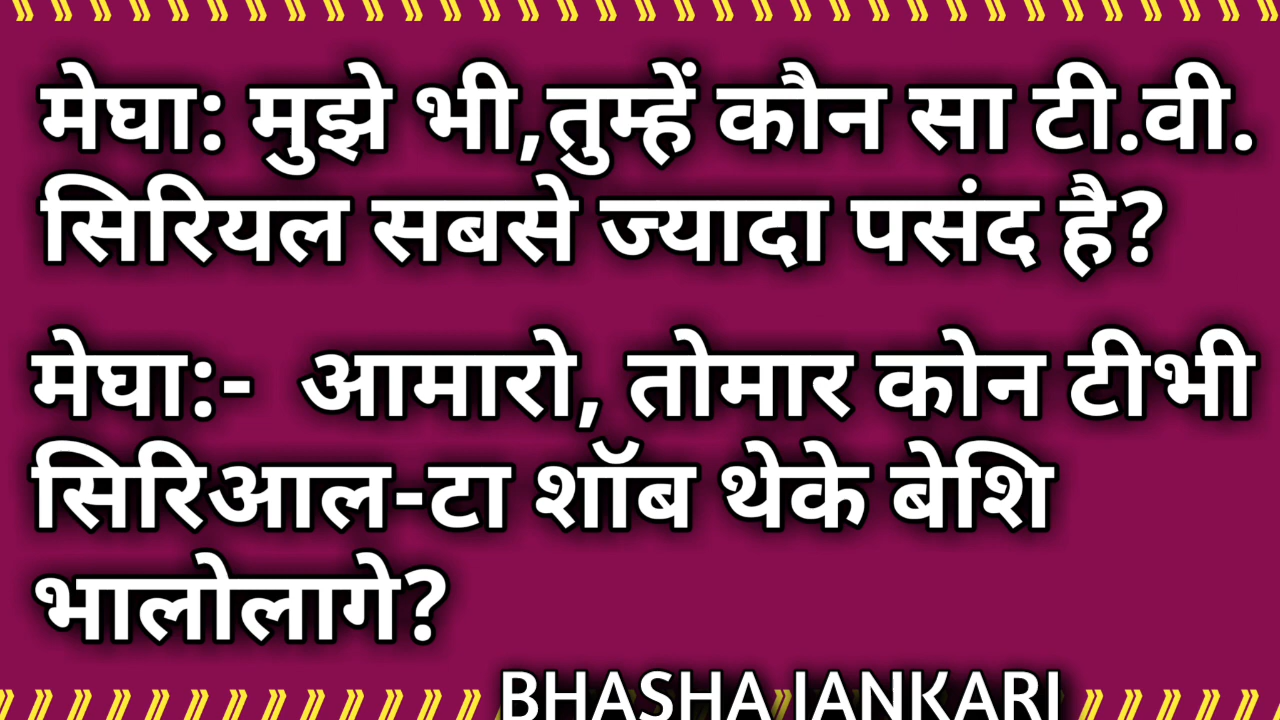 मेघा: मुझे भी,तुम्हें कौन सा टी.वी.
सिरियल सबसे ज्यादा पसंद है?
मेघा:-  आमारो, तोमार कोन टीभी
सिरिआल-टा शॉब थेके बेशि
भालोलागे?
BHASHA JANKARI